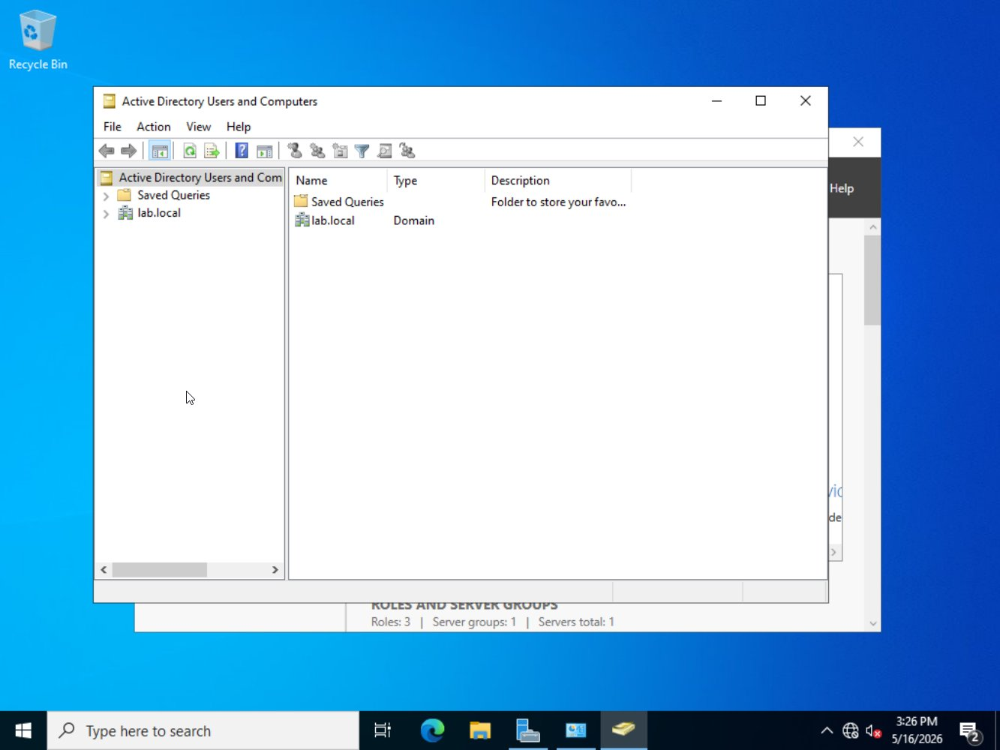 Recycle Bin
Active Directory Users and Computers
File Action View Help
Active Directory Users and Com
Saved Queries
lab.local
Name Type Description
Saved Queries Folder to store your favo...
lab.local Domain
Help
ROLES AND SERVER GROUPS
Roles: 3 | Server groups: 1 | Servers total: 1
Type here to search
3:26 PM
5/16/2026
2